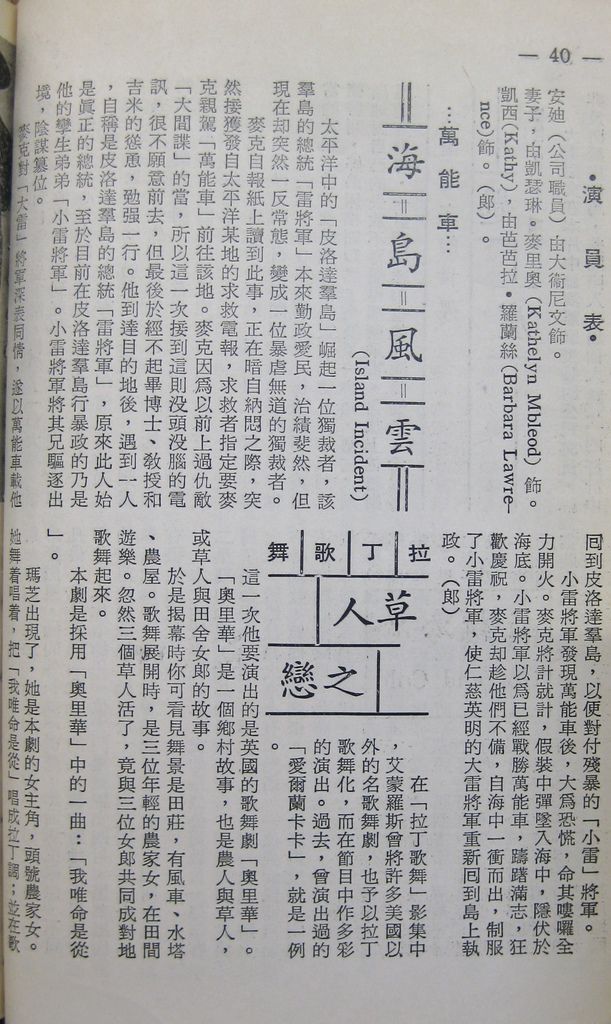 — 40 —
•演員表•
安廸（公司職員）由大衞尼文飾。
妻子，由凱瑟琳。麥里奧 (Kathelyn Mbleod) 飾。
凱西(Kathy)，由芭芭拉•羅蘭絲(Barbara Lawre-
nce)飾。（郎）。
…萬能車…
海島風雲
(Island Incident)
太平洋中的「皮洛達羣島」崛起一位獨裁者，該
羣島的總統「雷將軍」本來勤政愛民，治績斐然，但
現在却突然一反常態，變成一位暴虐無道的獨裁者。
麥克自報紙上讀到此事，正在暗自納悶之際，突
然接獲發自太平洋某地的求救電報，求救者指定要麥
克親駕「萬能車」前往該地。麥克因爲以前上過仇敵
「大間諜」的當，所以這一次接到這則没頭没腦的電
訊，很不願意前去，但最後於經不起畢博士、敎授和
吉米的慫恿，勉强一行。他到達目的地後，遇到一人
，自稱是皮洛達羣島的總統「雷將軍」，原來此人始
是眞正的總統，至於目前在皮洛達羣島行暴政的乃是
他的孿生弟弟「小雷將軍」。小雷將軍將其兄驅逐出
境，陰謀篡位。
麥克對「大雷」將軍深表同情，遂以萬能車載他
囘到皮洛達羣島，以便對付殘暴的「小雷」將軍。
小雷將軍發現萬能車後，大爲恐慌，命其嘍囉全
力開火。麥克將計就計，假裝中彈墜入海中，隱伏於
海底。小雷將軍以爲已經戰勝萬能車，躊躇滿志，狂
歡慶祝，麥克却趁他們不備，自海中一衝而出，制服
了小雷將軍，使仁慈英明的大雷將軍重新囘到島上執
政。（郎）
拉丁歌舞
草人之戀
在「拉丁歌舞」影集中
，艾蒙羅斯曾將許多美國以
外的名歌舞劇，也予以拉丁
歌舞化，而在節目中作多彩
的演出。過去，曾演出過的
「愛爾蘭卡卡」，就是一例
。
這一次他要演出的是英國的歌舞劇「奧里華」。
「奧里華」是一個鄉村故事，也是農人與草人，
或草人與田舍女郎的故事。
於是揭幕時你可看見舞景是田莊，有風車、水塔
、農屋。歌舞展開時，是三位年輕的農家女，在田間
遊樂。忽然三個草人活了，竟與三位女郎共同成對地
歌舞起來。
本劇是採用「奧里華」中的一曲：「我唯命是從
」。
瑪芝出現了，她是本劇的女主角，頭號農家女。
她舞着唱着，把「我唯命是從」唱成拉丁調；並在歌